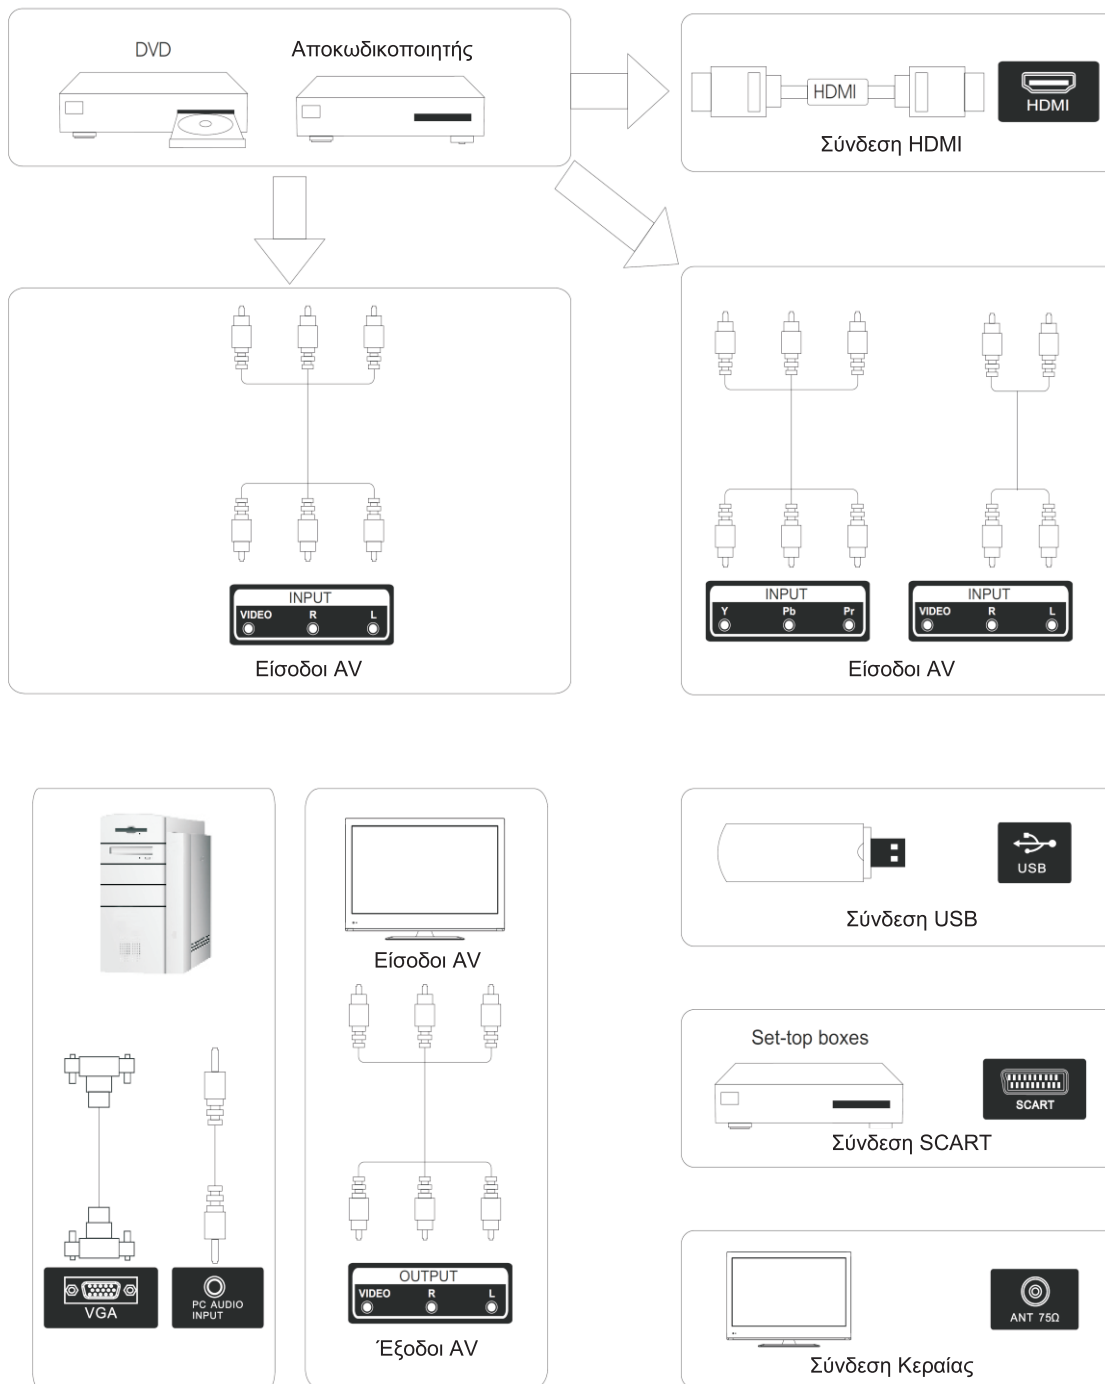 DVD
Αποκωδικοποιητής
HDMI
HDMI
Σύνδεση HDMI
INPUT
VIDEO R L
Είσοδοι AV
INPUT
Y Pb Pr
INPUT
VIDEO R L
Είσοδοι AV
VGA
PC AUDIO
INPUT
Είσοδοι AV
OUTPUT
VIDEO R L
Έξοδοι AV
USB
Σύνδεση USB
Set-top boxes
SCART
Σύνδεση SCART
ANT 75Ω
Σύνδεση Κεραίας